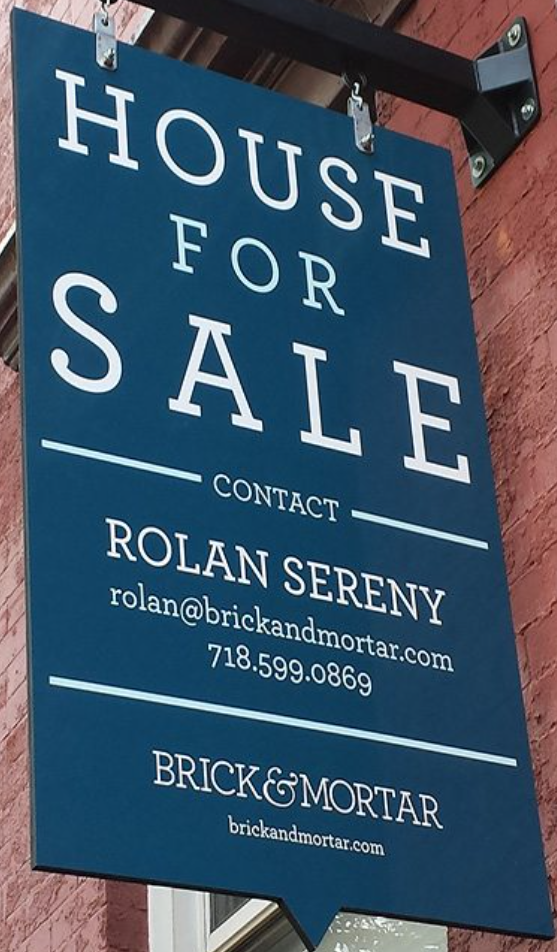 HOUSE
FOR
SALE
CONTACT
ROLAN SERENY
rolan@brickandmortar.com
718.599.0869
BRICK&MORTAR
brickandmortar.com